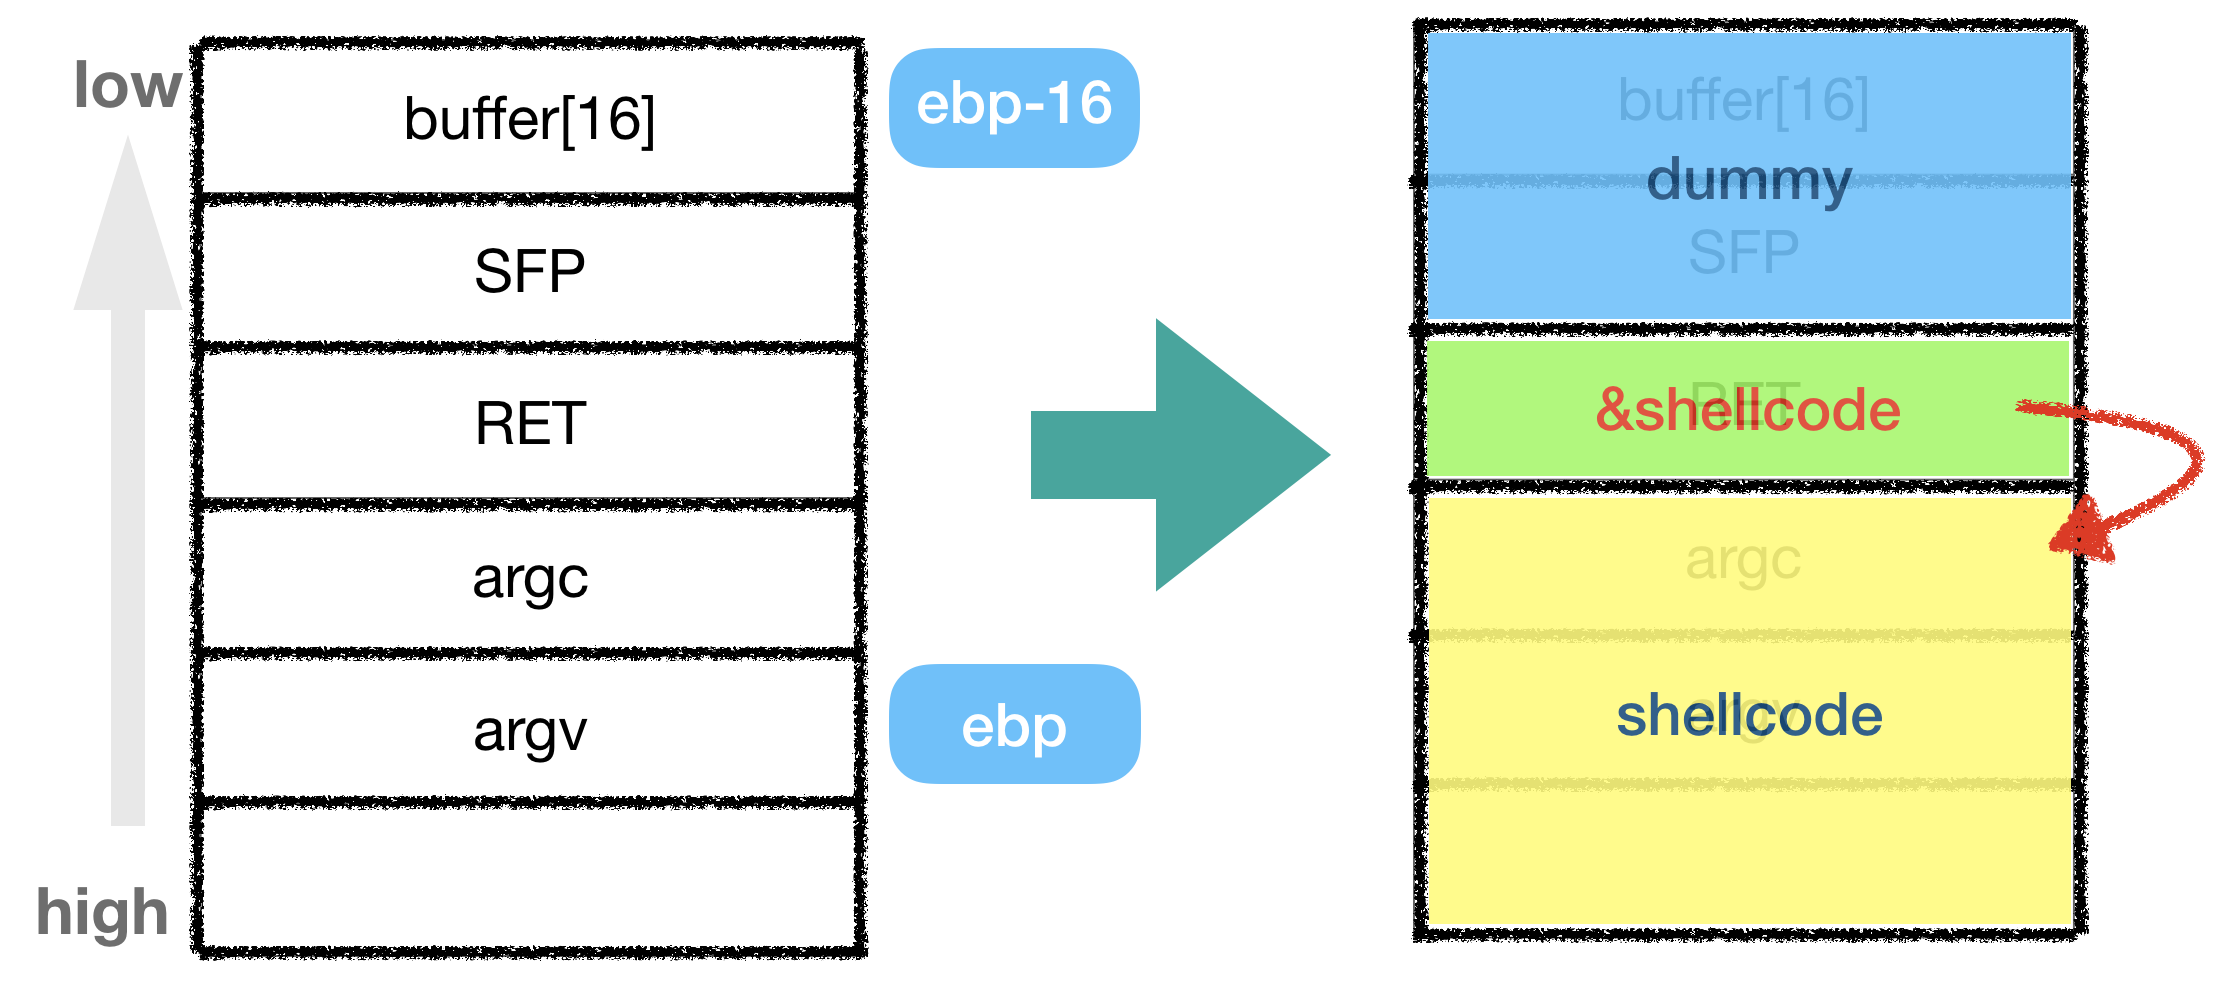 low
high
buffer[16]
SFP
RET
argc
argv
ebp-16
ebp
buffer[16]
dummy
SFP
RET
&shellcode
argc
argv
shellcode